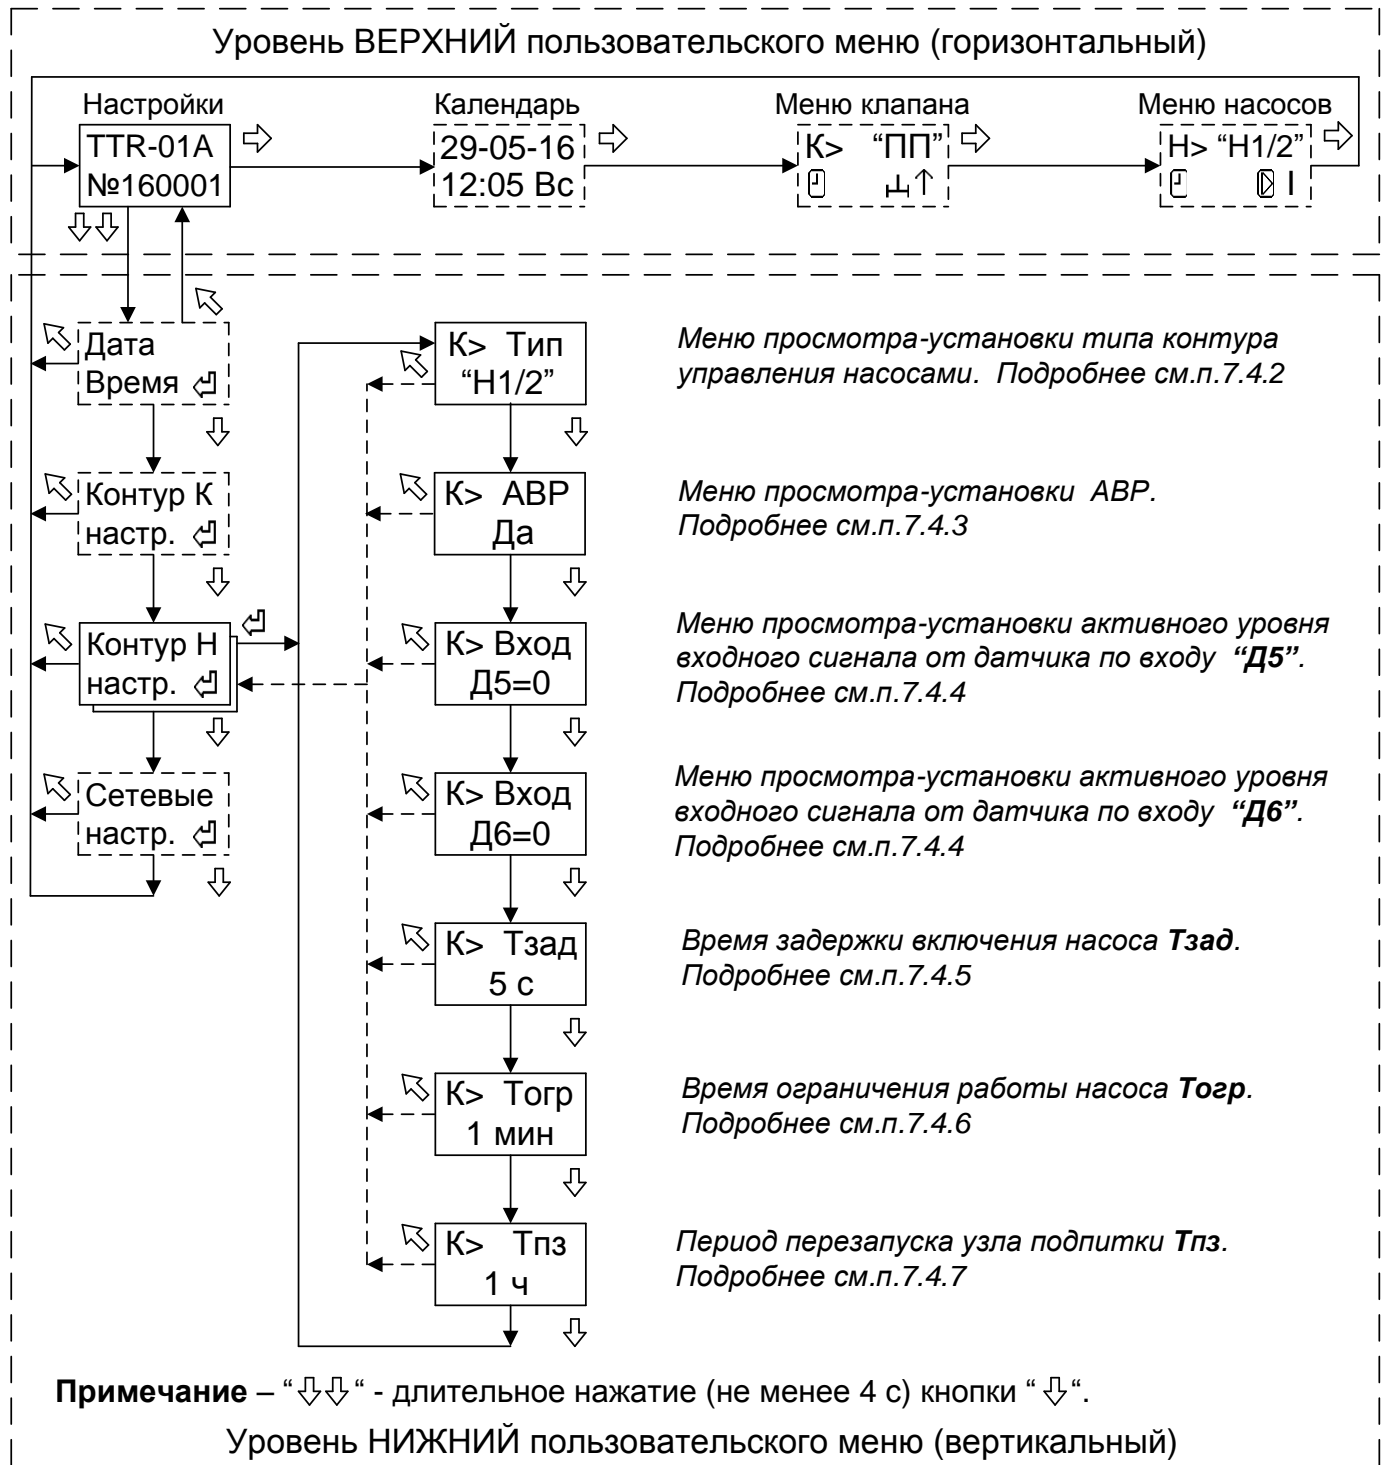 Уровень ВЕРХНИЙ пользовательского меню (горизонтальный)
Настройки
TTR-01A
№160001
Календарь
29-05-16
12:05 Вс
Меню клапана
К> “ПП”
Меню насосов
Н> “Н1/2”
Дата
Время
Контур К
настр.
Контур Н
настр.
Сетевые
настр.
К> Тип
“Н1/2”
Меню просмотра-установки типа контура
управления насосами. Подробнее см.п.7.4.2
К> АВР
Да
Меню просмотра-установки АВР.
Подробнее см.п.7.4.3
К> Вход
Д5=0
Меню просмотра-установки активного уровня
входного сигнала от датчика по входу “Д5”.
Подробнее см.п.7.4.4
К> Вход
Д6=0
Меню просмотра-установки активного уровня
входного сигнала от датчика по входу “Д6”.
Подробнее см.п.7.4.4
К> Тзад
5 с
Время задержки включения насоса Тзад.
Подробнее см.п.7.4.5
К> Тогр
1 мин
Время ограничения работы насоса Тогр.
Подробнее см.п.7.4.6
К> Тпз
1 ч
Период перезапуска узла подпитки Тпз.
Подробнее см.п.7.4.7
Примечание – “⇩⇩“ - длительное нажатие (не менее 4 с) кнопки “⇩“.
Уровень НИЖНИЙ пользовательского меню (вертикальный)